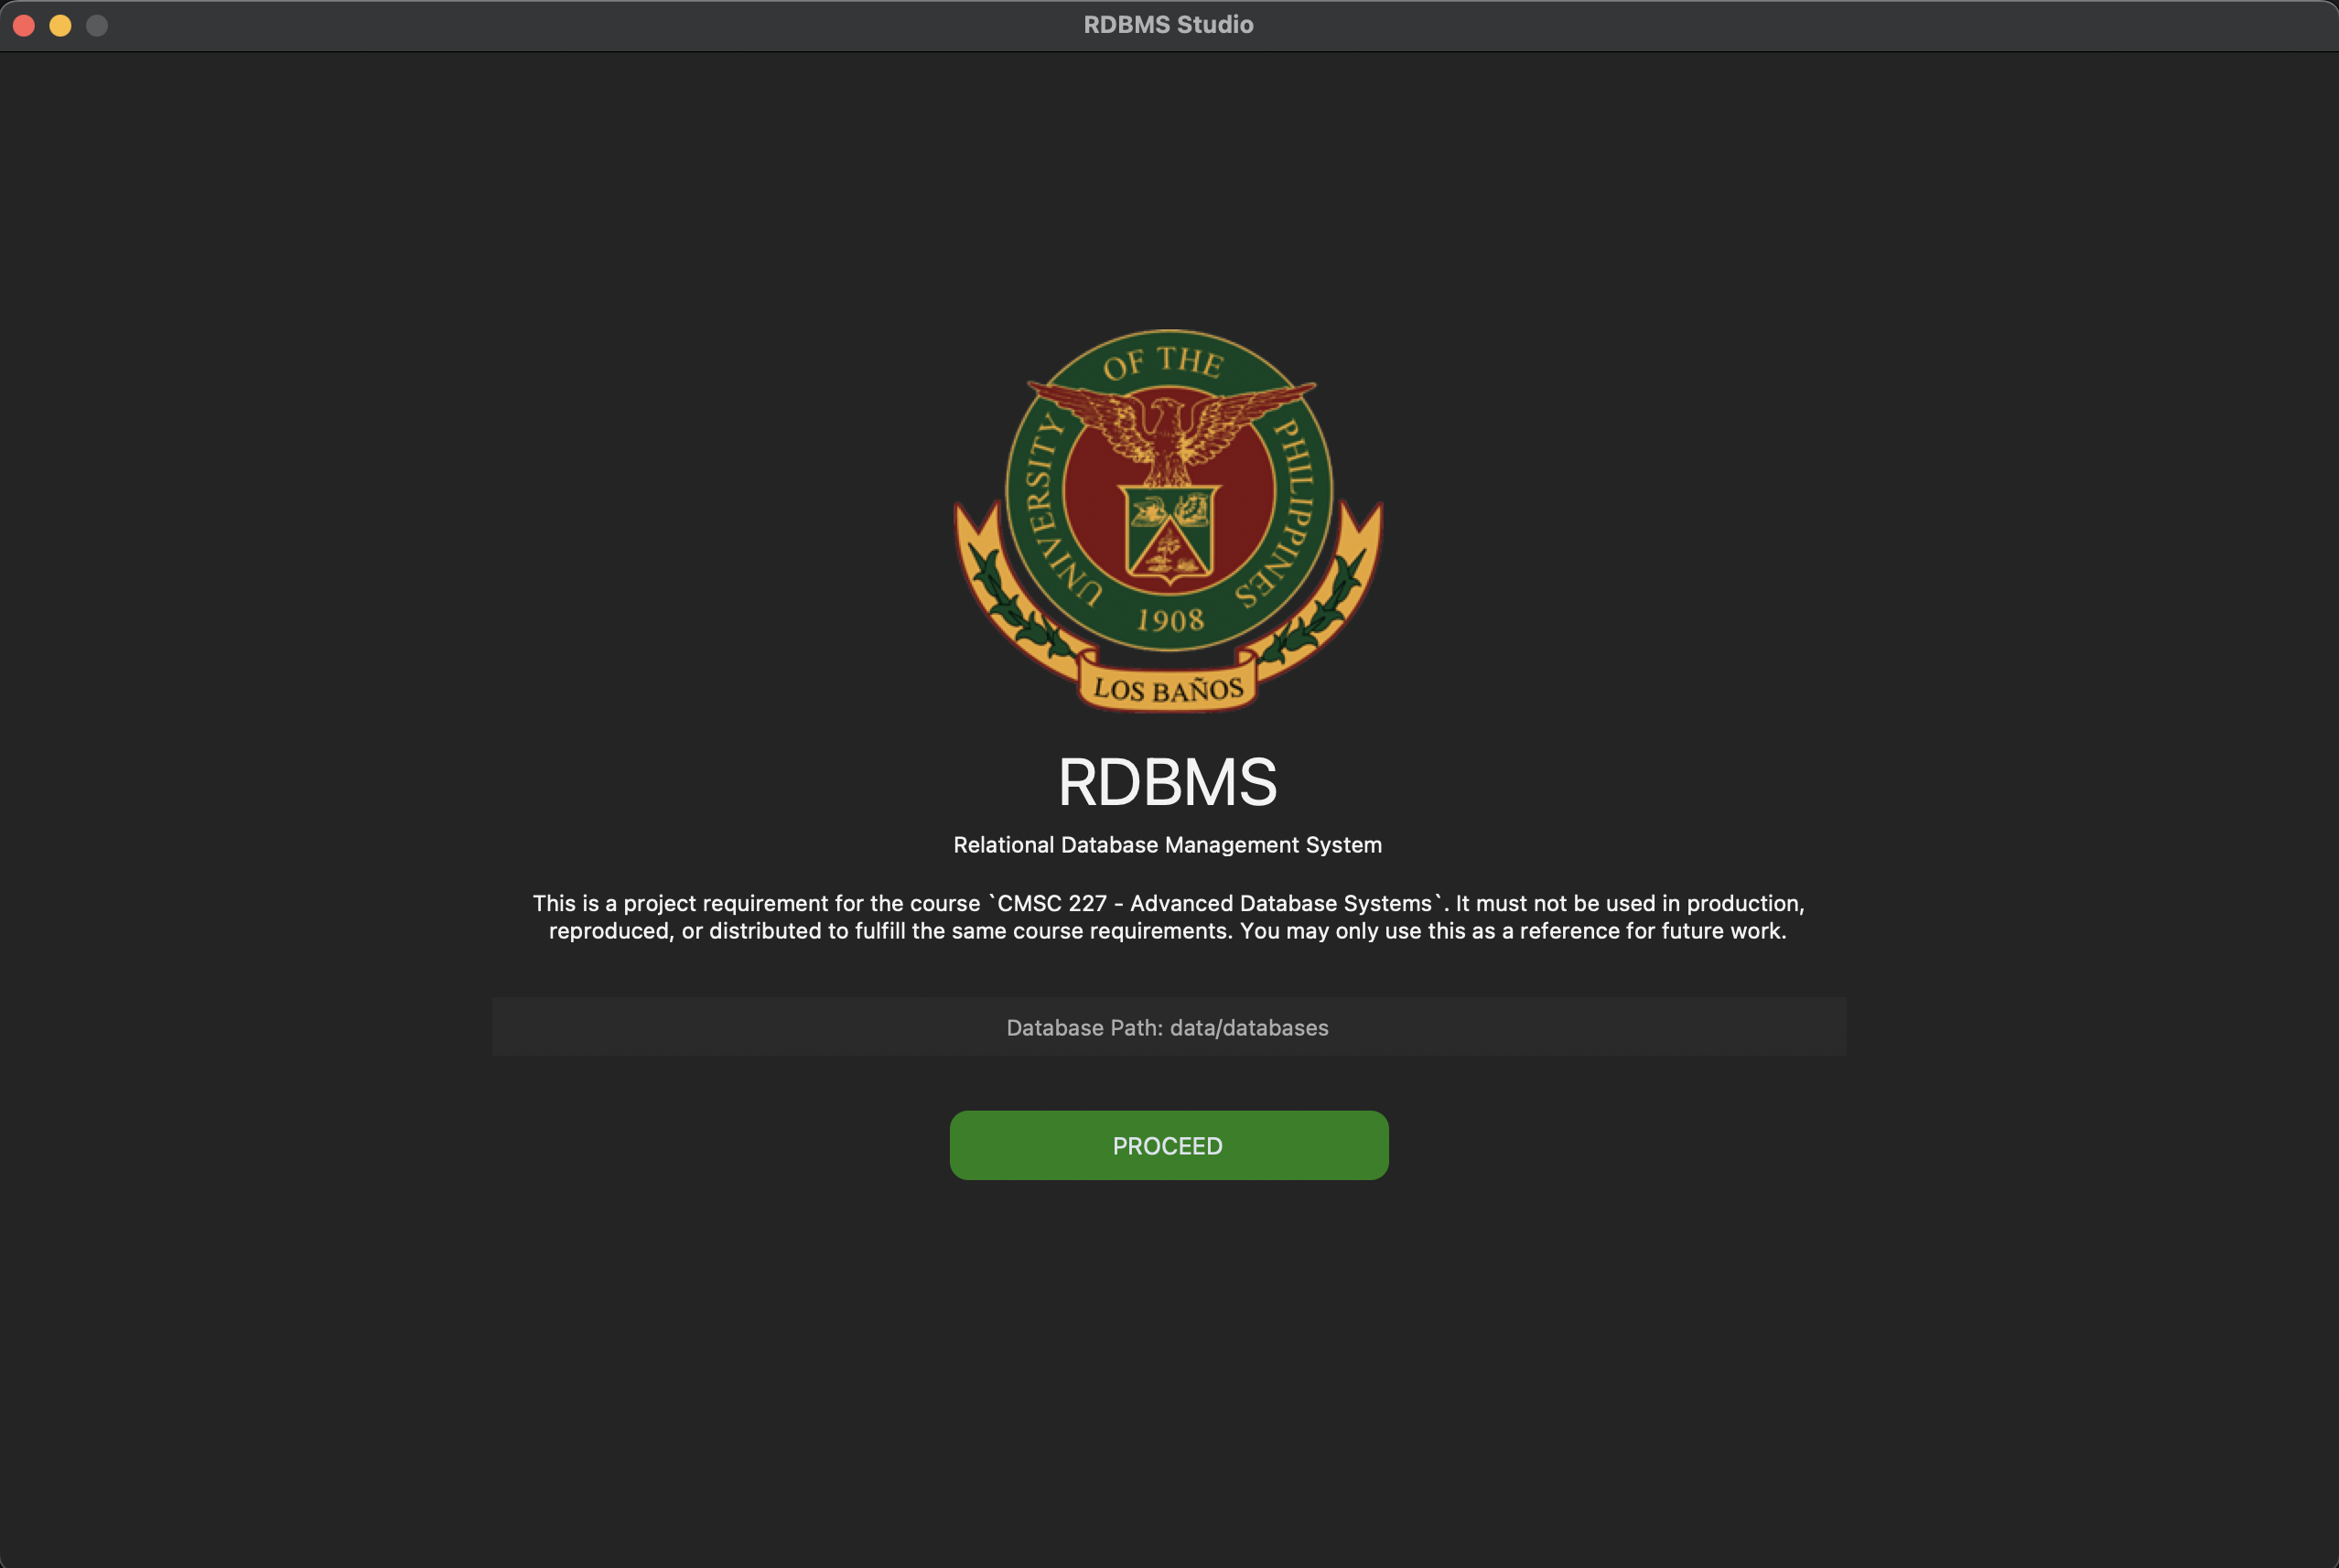 RDBMS Studio
UNIVERSITY OF THE PHILIPPINES
1908
LOS BAÑOS
RDBMS
Relational Database Management System
This is a project requirement for the course `CMSC 227 - Advanced Database Systems`. It must not be used in production,
reproduced, or distributed to fulfill the same course requirements. You may only use this as a reference for future work.
Database Path: data/databases
PROCEED